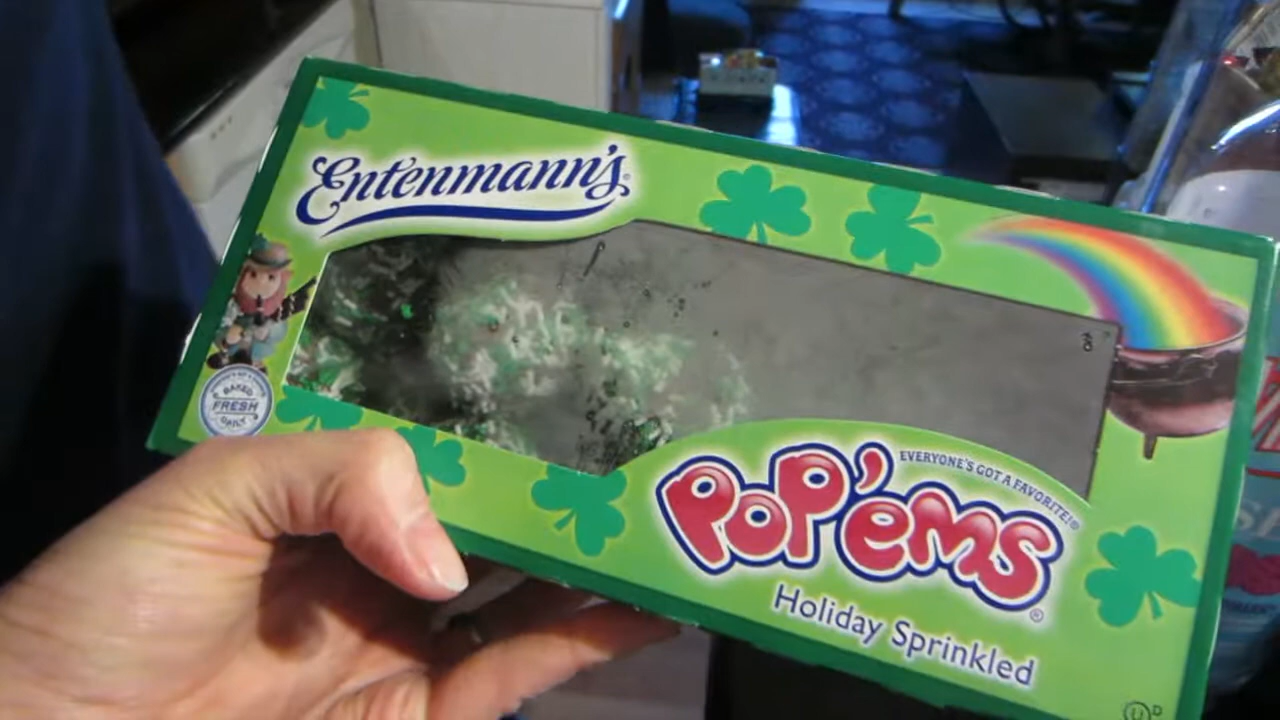 Entenmann's®
BAKED
FRESH
DAILY
EVERYONE'S GOT A FAVORITE!®
POP'ems®
Holiday Sprinkled
U D